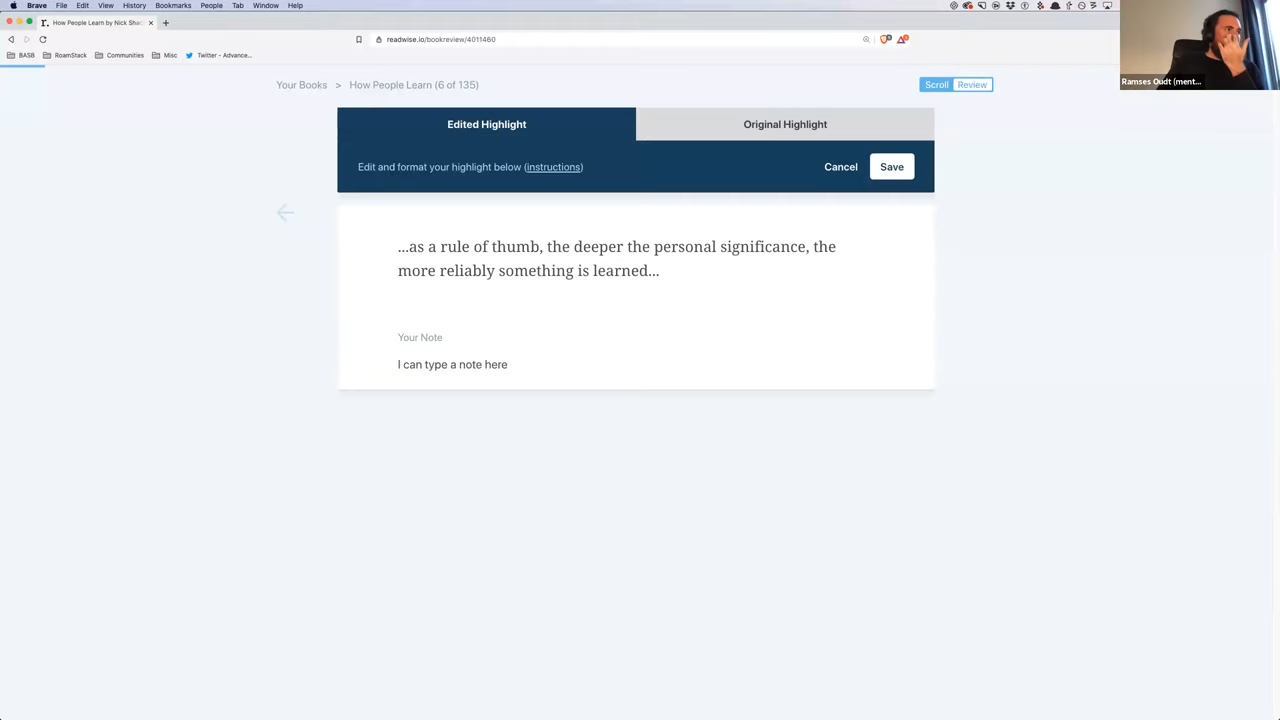 Brave File Edit View History Bookmarks People Tab Window Help
r. How People Learn by Nick Sha
readwise.io/bookreview/4011460
BASB RoamStack Communities Misc Twitter - Advance...
Ramses Oudt (ment...
Your Books > How People Learn (6 of 135)
Scroll Review
Edited Highlight
Original Highlight
Edit and format your highlight below (instructions)
Cancel Save
...as a rule of thumb, the deeper the personal significance, the
more reliably something is learned...
Your Note
I can type a note here